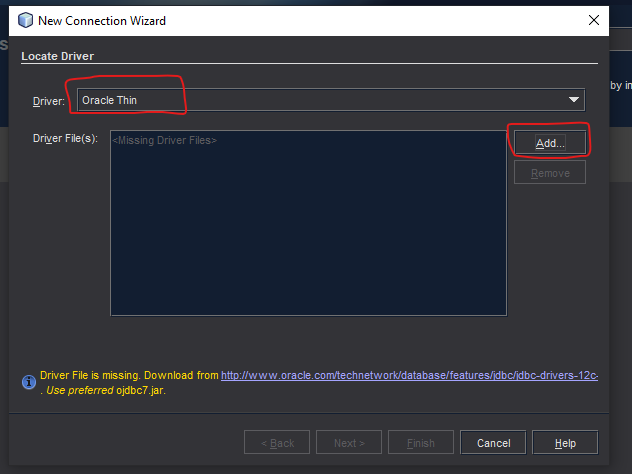 New Connection Wizard
Locate Driver
Driver: Oracle Thin
by in
Driver File(s): <Missing Driver Files>
Add...
Remove
Driver File is missing. Download from http://www.oracle.com/technetwork/database/features/jdbc/jdbc-drivers-12c-
. Use preferred ojdbc7.jar.
< Back Next > Finish Cancel Help